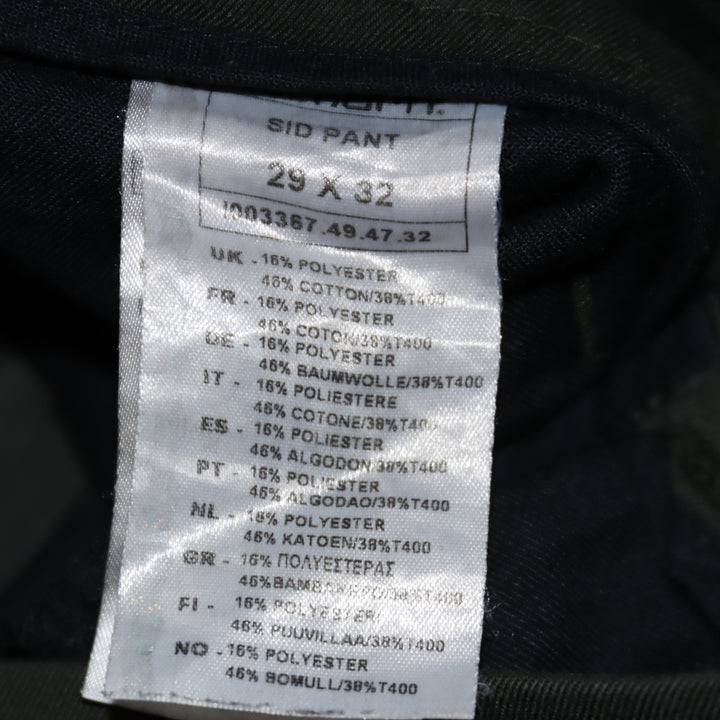 SID PANT
29 X 32
I003367.49.47.32
UK - 16% POLYESTER
46% COTTON/38%T400
FR - 16% POLYESTER
46% COTON/38%T400
DE - 16% POLYESTER
46% BAUMWOLLE/38%T400
IT - 16% POLIESTERE
46% COTONE/38%T400
ES - 16% POLIESTER
46% ALGODON/38%T400
PT - 16% POLIESTER
46% ALGODAO/38%T400
NL - 16% POLYESTER
46% KATOEN/38%T400
GR - 16% ΠΟΛΥΕΣΤΕΡΑΣ
46%
FI - 16% POLYESTERI
46% PUUVILLAA/38%T400
NO - 16% POLYESTER
46% BOMULL/38%T400